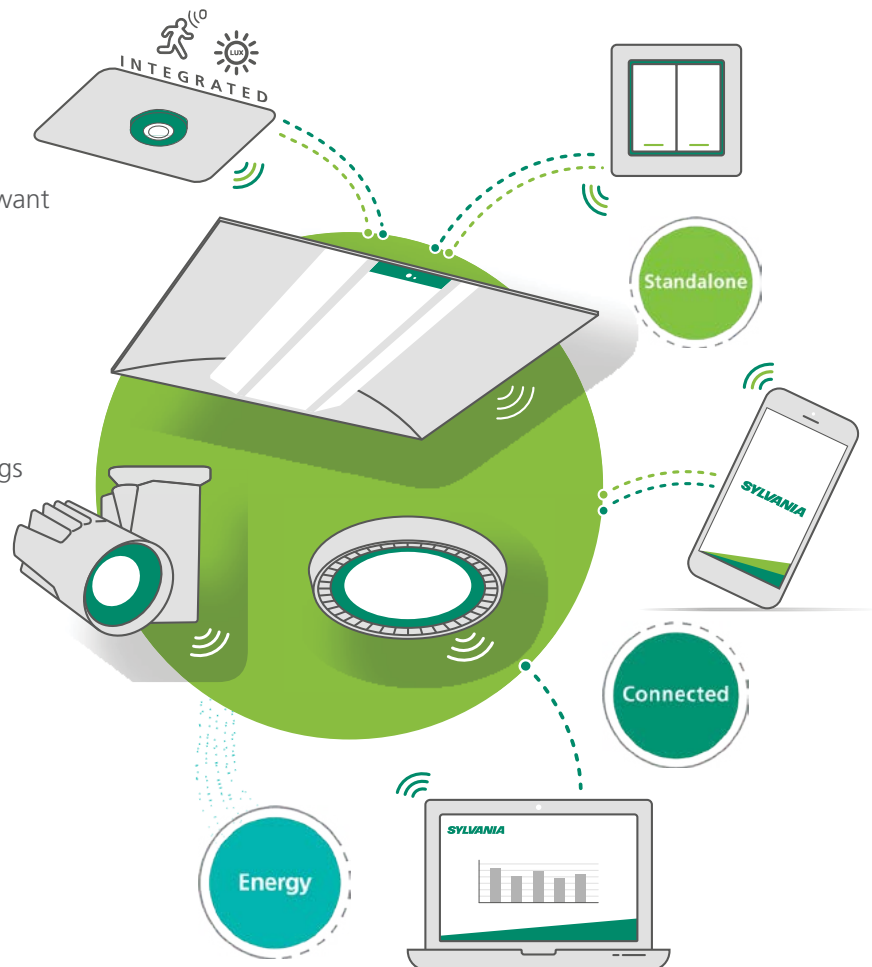 LUX
INTEGRATED
want
Standalone
gs
SYLVANIA
Connected
SYLVANIA
Energy